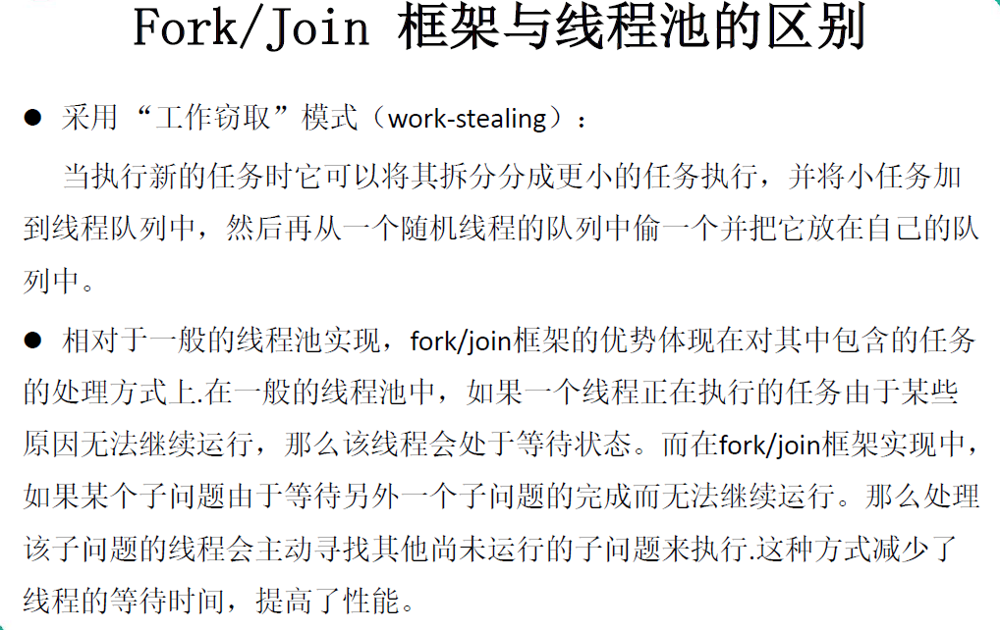 Fork/Join 框架与线程池的区别
● 采用 “工作窃取”模式（work-stealing）：
当执行新的任务时它可以将其拆分分成更小的任务执行，并将小任务加
到线程队列中，然后再从一个随机线程的队列中偷一个并把它放在自己的队
列中。
● 相对于一般的线程池实现，fork/join框架的优势体现在对其中包含的任务
的处理方式上.在一般的线程池中，如果一个线程正在执行的任务由于某些
原因无法继续运行，那么该线程会处于等待状态。而在fork/join框架实现中，
如果某个子问题由于等待另外一个子问题的完成而无法继续运行。那么处理
该子问题的线程会主动寻找其他尚未运行的子问题来执行.这种方式减少了
线程的等待时间，提高了性能。